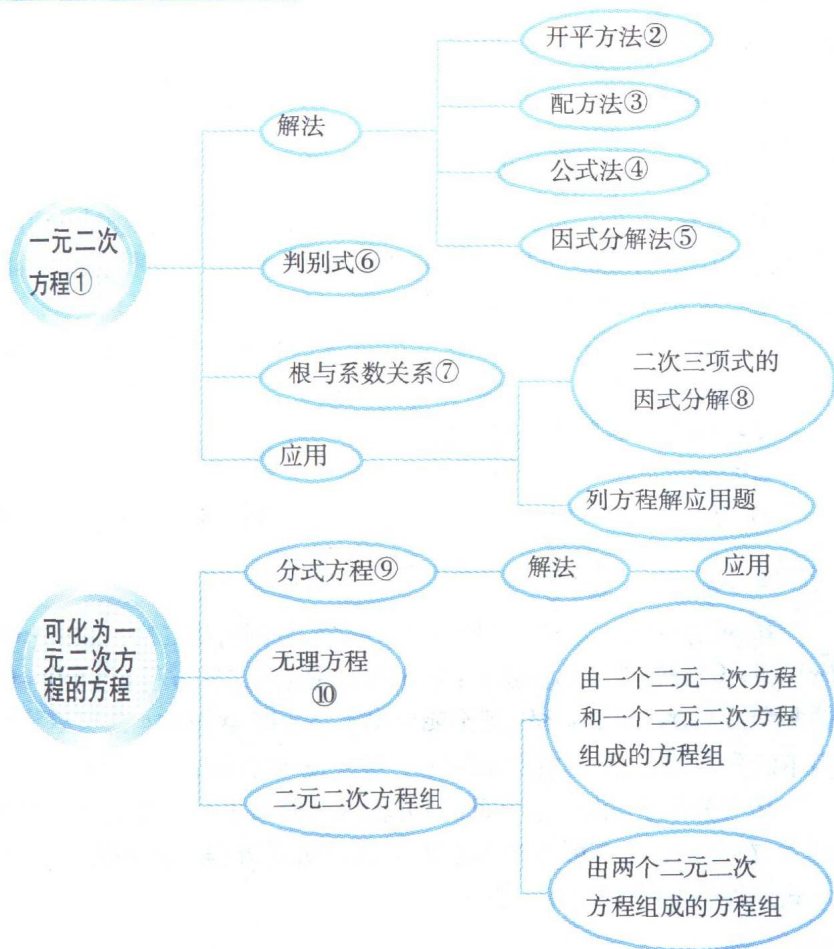 开平方法②
配方法③
解法
公式法④
因式分解法⑤
一元二次
方程①
判别式⑥
根与系数关系⑦
二次三项式的
因式分解⑧
应用
列方程解应用题
分式方程⑨
解法
应用
可化为一
元二次方
程的方程
无理方程
⑩
由一个二元一次方程
和一个二元二次方程
组成的方程组
二元二次方程组
由两个二元二次
方程组成的方程组